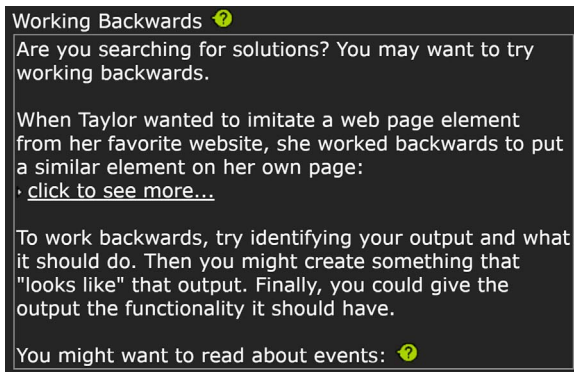 Working Backwards ?
Are you searching for solutions? You may want to try
working backwards.
When Taylor wanted to imitate a web page element
from her favorite website, she worked backwards to put
a similar element on her own page:
click to see more...
To work backwards, try identifying your output and what
it should do. Then you might create something that
"looks like" that output. Finally, you could give the
output the functionality it should have.
You might want to read about events: ?